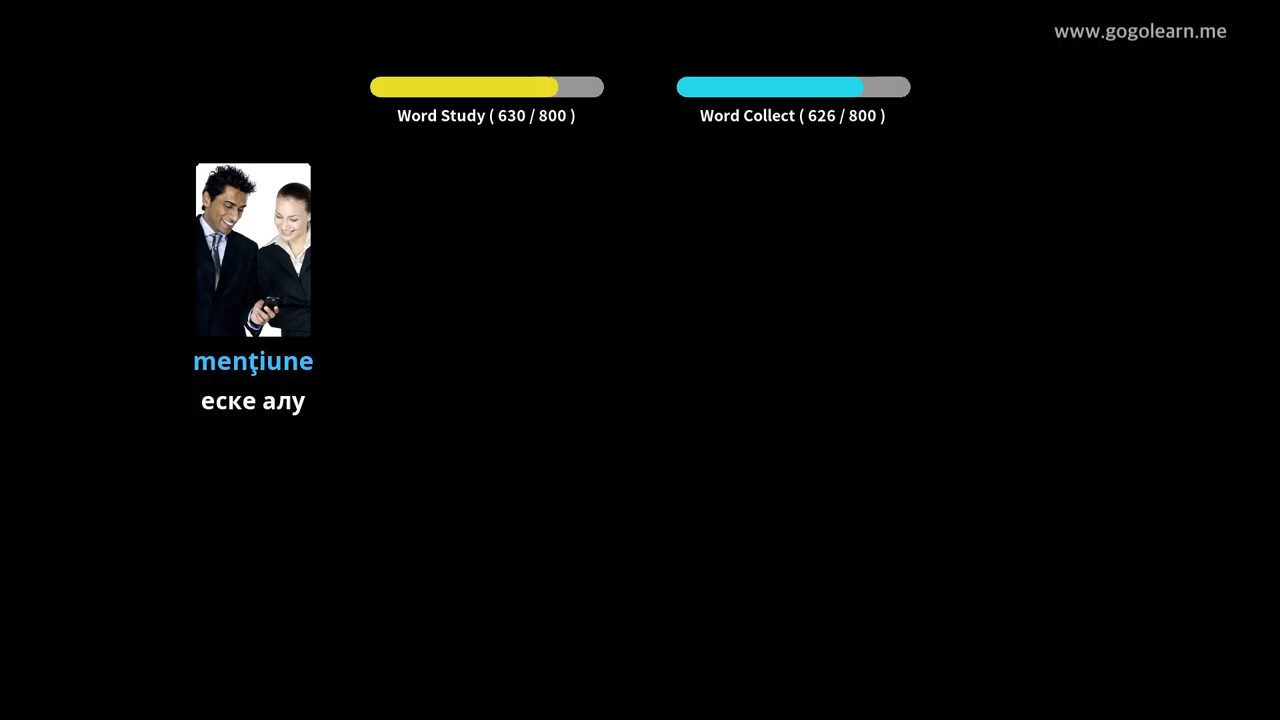 www.gogolearn.me
Word Study ( 630 / 800 )
Word Collect ( 626 / 800 )
menţiune
еске алу